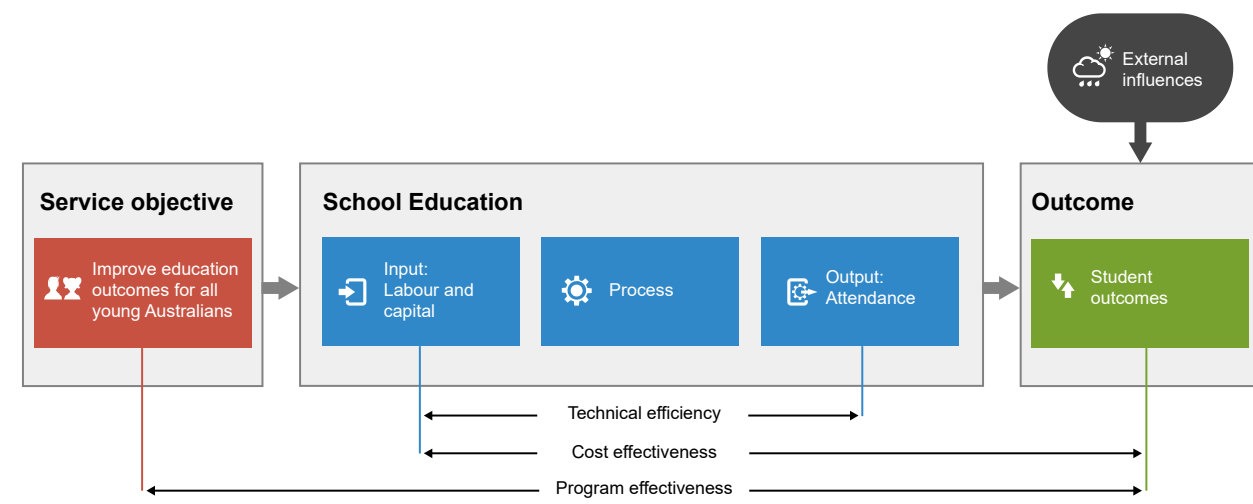 External
influences
Service objective
School Education
Outcome
Improve education
outcomes for all
young Australians
Input:
Labour and
capital
Process
Output:
Attendance
Student
outcomes
Technical efficiency
Cost effectiveness
Program effectiveness